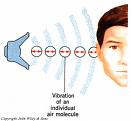 Vibration
of an
individual
air molecule
Copyright John Wiley & Sons